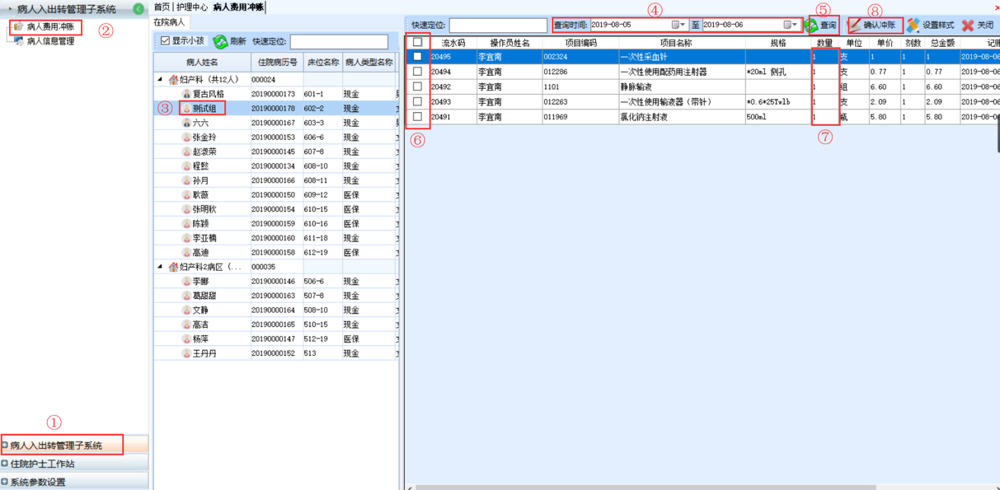 病人入出转管理子系统
病人费用冲账 ②
病人信息管理
①
病人入出转管理子系统
住院护士工作站
系统参数设置
首页 护理中心 病人费用冲账
在院病人
显示小孩 刷新 快速定位:
病人姓名 住院病历号 床位名称 病人类型名称
妇产科（共12人） 000024
复古风格 20190000173 601-1 现金
③ 测试组 20190000178 602-2 现金
六六 20190000167 603-3 现金
张金玲 20190000153 606-6 现金
赵淑荣 20190000145 607-8 现金
程懿 20190000134 608-10 现金
孙月 20190000166 608-11 现金
耿薇 20190000150 609-12 医保
张明秋 20190000154 610-15 医保
陈颖 20190000159 610-16 医保
李亚楠 20190000160 611-18 现金
高迪 20190000158 612-19 医保
妇产科2病区（... 000035
李娜 20190000146 506-6 现金
葛甜甜 20190000163 507-8 现金
文静 20190000164 508-10 现金
高洁 20190000165 510-15 现金
杨萍 20190000147 512-19 医保
王丹丹 20190000152 513 现金
④ ⑤ ⑧
快速定位: 查询时间: 2019-08-05 至 2019-08-06 查询 确认冲账 设置样式 关闭
流水码 操作员姓名 项目编码 项目名称 规格 数量 单位 单价 剂数 总金额 记账
20495 李宜南 002324 一次性采血针 1 支 1 1 1 2019-08-06
20494 李宜南 012286 一次性使用配药用注射器 *20ml 侧孔 1 支 0.77 1 0.77 2019-08-06
20492 李宜南 1101 静脉输液 1 组 6.60 1 6.60 2019-08-06
20493 李宜南 012263 一次性使用输液器（带针） *0.6*25Twlb 1 支 2.09 1 2.09 2019-08-06
20491 李宜南 011969 氯化钠注射液 500ml 1 瓶 5.80 1 5.80 2019-08-06
⑥ ⑦